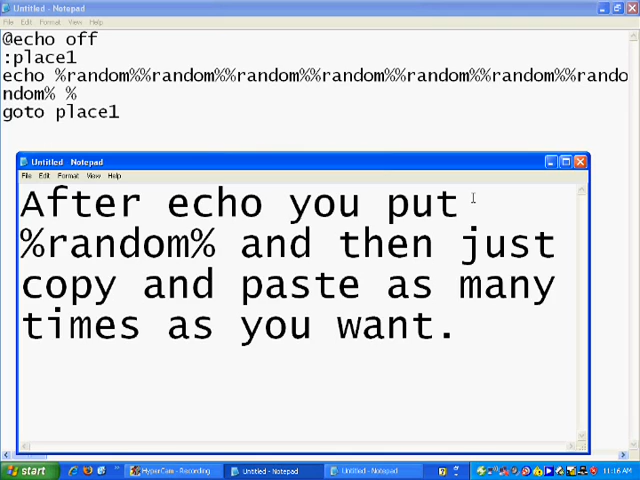 Untitled - Notepad
File Edit Format View Help
@echo off
:place1
echo %random%%random%%random%%random%%random%%random%%rando
ndom% %
goto place1
Untitled - Notepad
File Edit Format View Help
After echo you put
%random% and then just
copy and paste as many
times as you want.
start HyperCam - Recording Untitled - Notepad Untitled - Notepad 11:16 AM